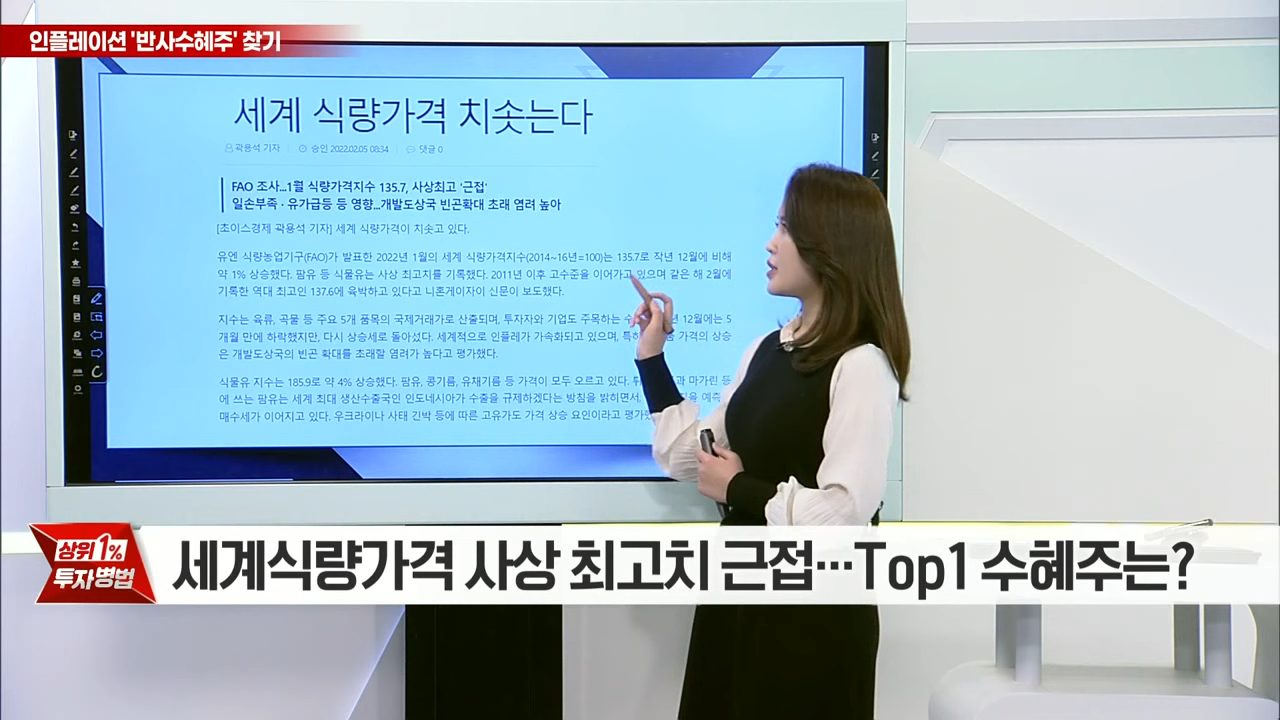 인플레이션 '반사수혜주' 찾기
세계 식량가격 치솟는다
곽용석 기자 승인 2022.02.05 08:34 댓글 0
FAO 조사...1월 식량가격지수 135.7, 사상최고 '근접'
일손부족·유가급등 등 영향...개발도상국 빈곤확대 초래 염려 높아
[초이스경제 곽용석 기자] 세계 식량가격이 치솟고 있다.
유엔 식량농업기구(FAO)가 발표한 2022년 1월의 세계 식량가격지수(2014~16년=100)는 135.7로 작년 12월에 비해
약 1% 상승했다. 팜유 등 식물유는 사상 최고치를 기록했다. 2011년 이후 고수준을 이어가고 있으며 같은 해 2월에
기록한 역대 최고인 137.6에 육박하고 있다고 니혼게이자이 신문이 보도했다.
지수는 육류, 곡물 등 주요 5개 품목의 국제거래가로 산출되며, 투자자와 기업도 주목하는 12월에는 5
개월 만에 하락했지만, 다시 상승세로 돌아섰다. 세계적으로 인플레가 가속화되고 있으며, 가격의 상승
은 개발도상국의 빈곤 확대를 초래할 염려가 높다고 평가했다.
식물유 지수는 185.9로 약 4% 상승했다. 팜유, 콩기름, 유채기름 등 가격이 모두 오르고 있다. 마가린 등
에 쓰는 팜유는 세계 최대 생산수출국인 인도네시아가 수출을 규제하겠다는 방침을 밝히면서,
매수세가 이어지고 있다. 우크라이나 사태 긴박 등에 따른 고유가도 가격 상승 요인이라고
상위 1%
투자병법
세계식량가격 사상 최고치 근접…Top1 수혜주는?